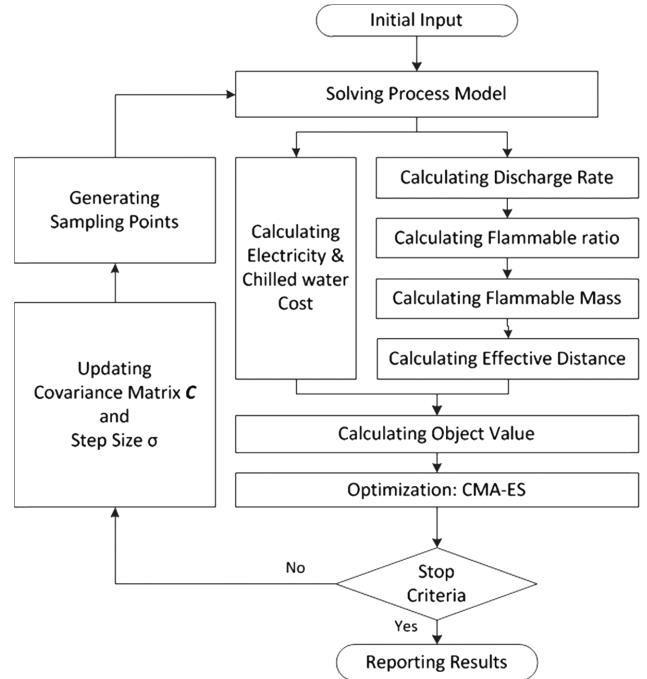 Initial Input
Solving Process Model
Generating
Sampling Points
Calculating
Electricity &
Chilled water
Cost
Calculating Discharge Rate
Calculating Flammable ratio
Calculating Flammable Mass
Calculating Effective Distance
Updating
Covariance Matrix C
and
Step Size σ
Calculating Object Value
Optimization: CMA-ES
No
Stop
Criteria
Yes
Reporting Results